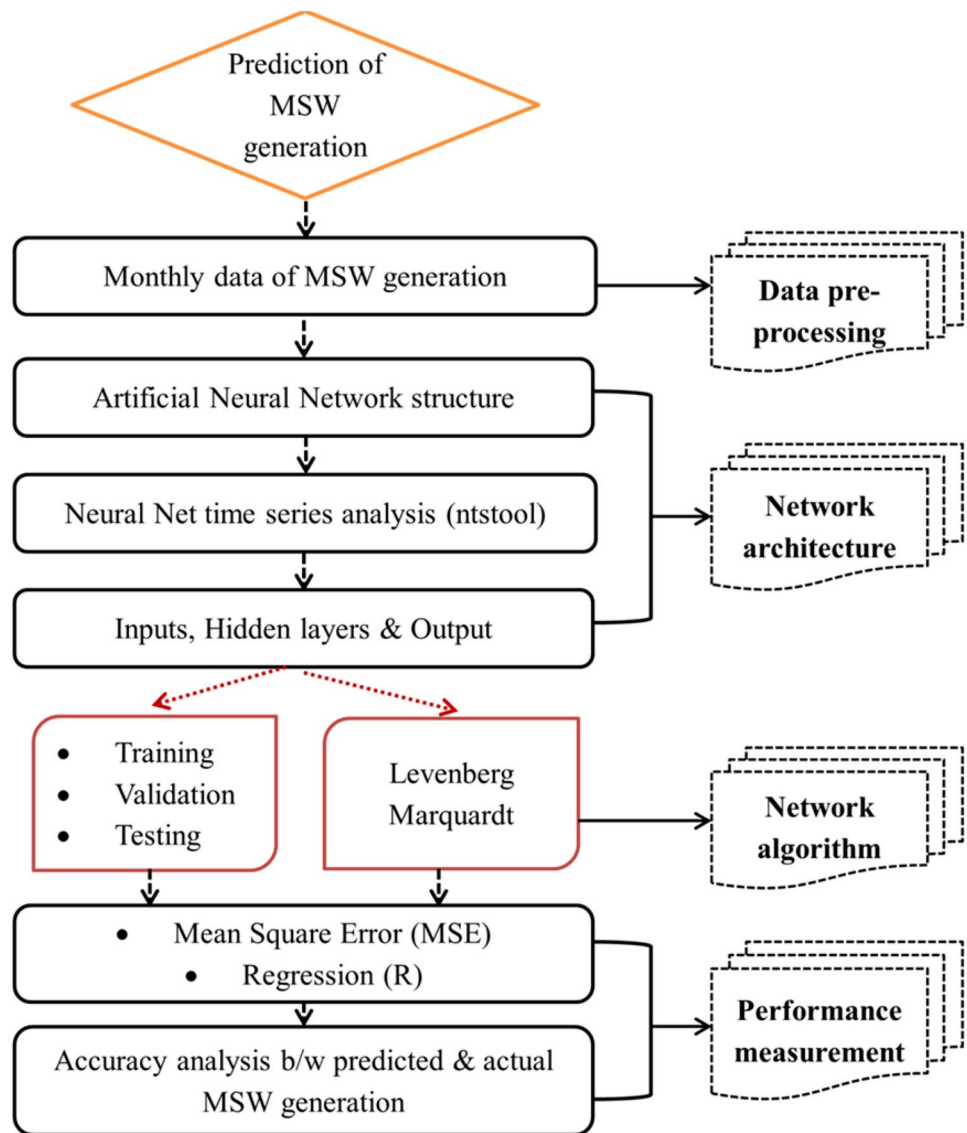 Prediction of
MSW
generation
Monthly data of MSW generation
Data pre-
processing
Artificial Neural Network structure
Neural Net time series analysis (ntstool)
Network
architecture
Inputs, Hidden layers & Output
• Training
• Validation
• Testing
Levenberg
Marquardt
Network
algorithm
• Mean Square Error (MSE)
• Regression (R)
Accuracy analysis b/w predicted & actual
MSW generation
Performance
measurement